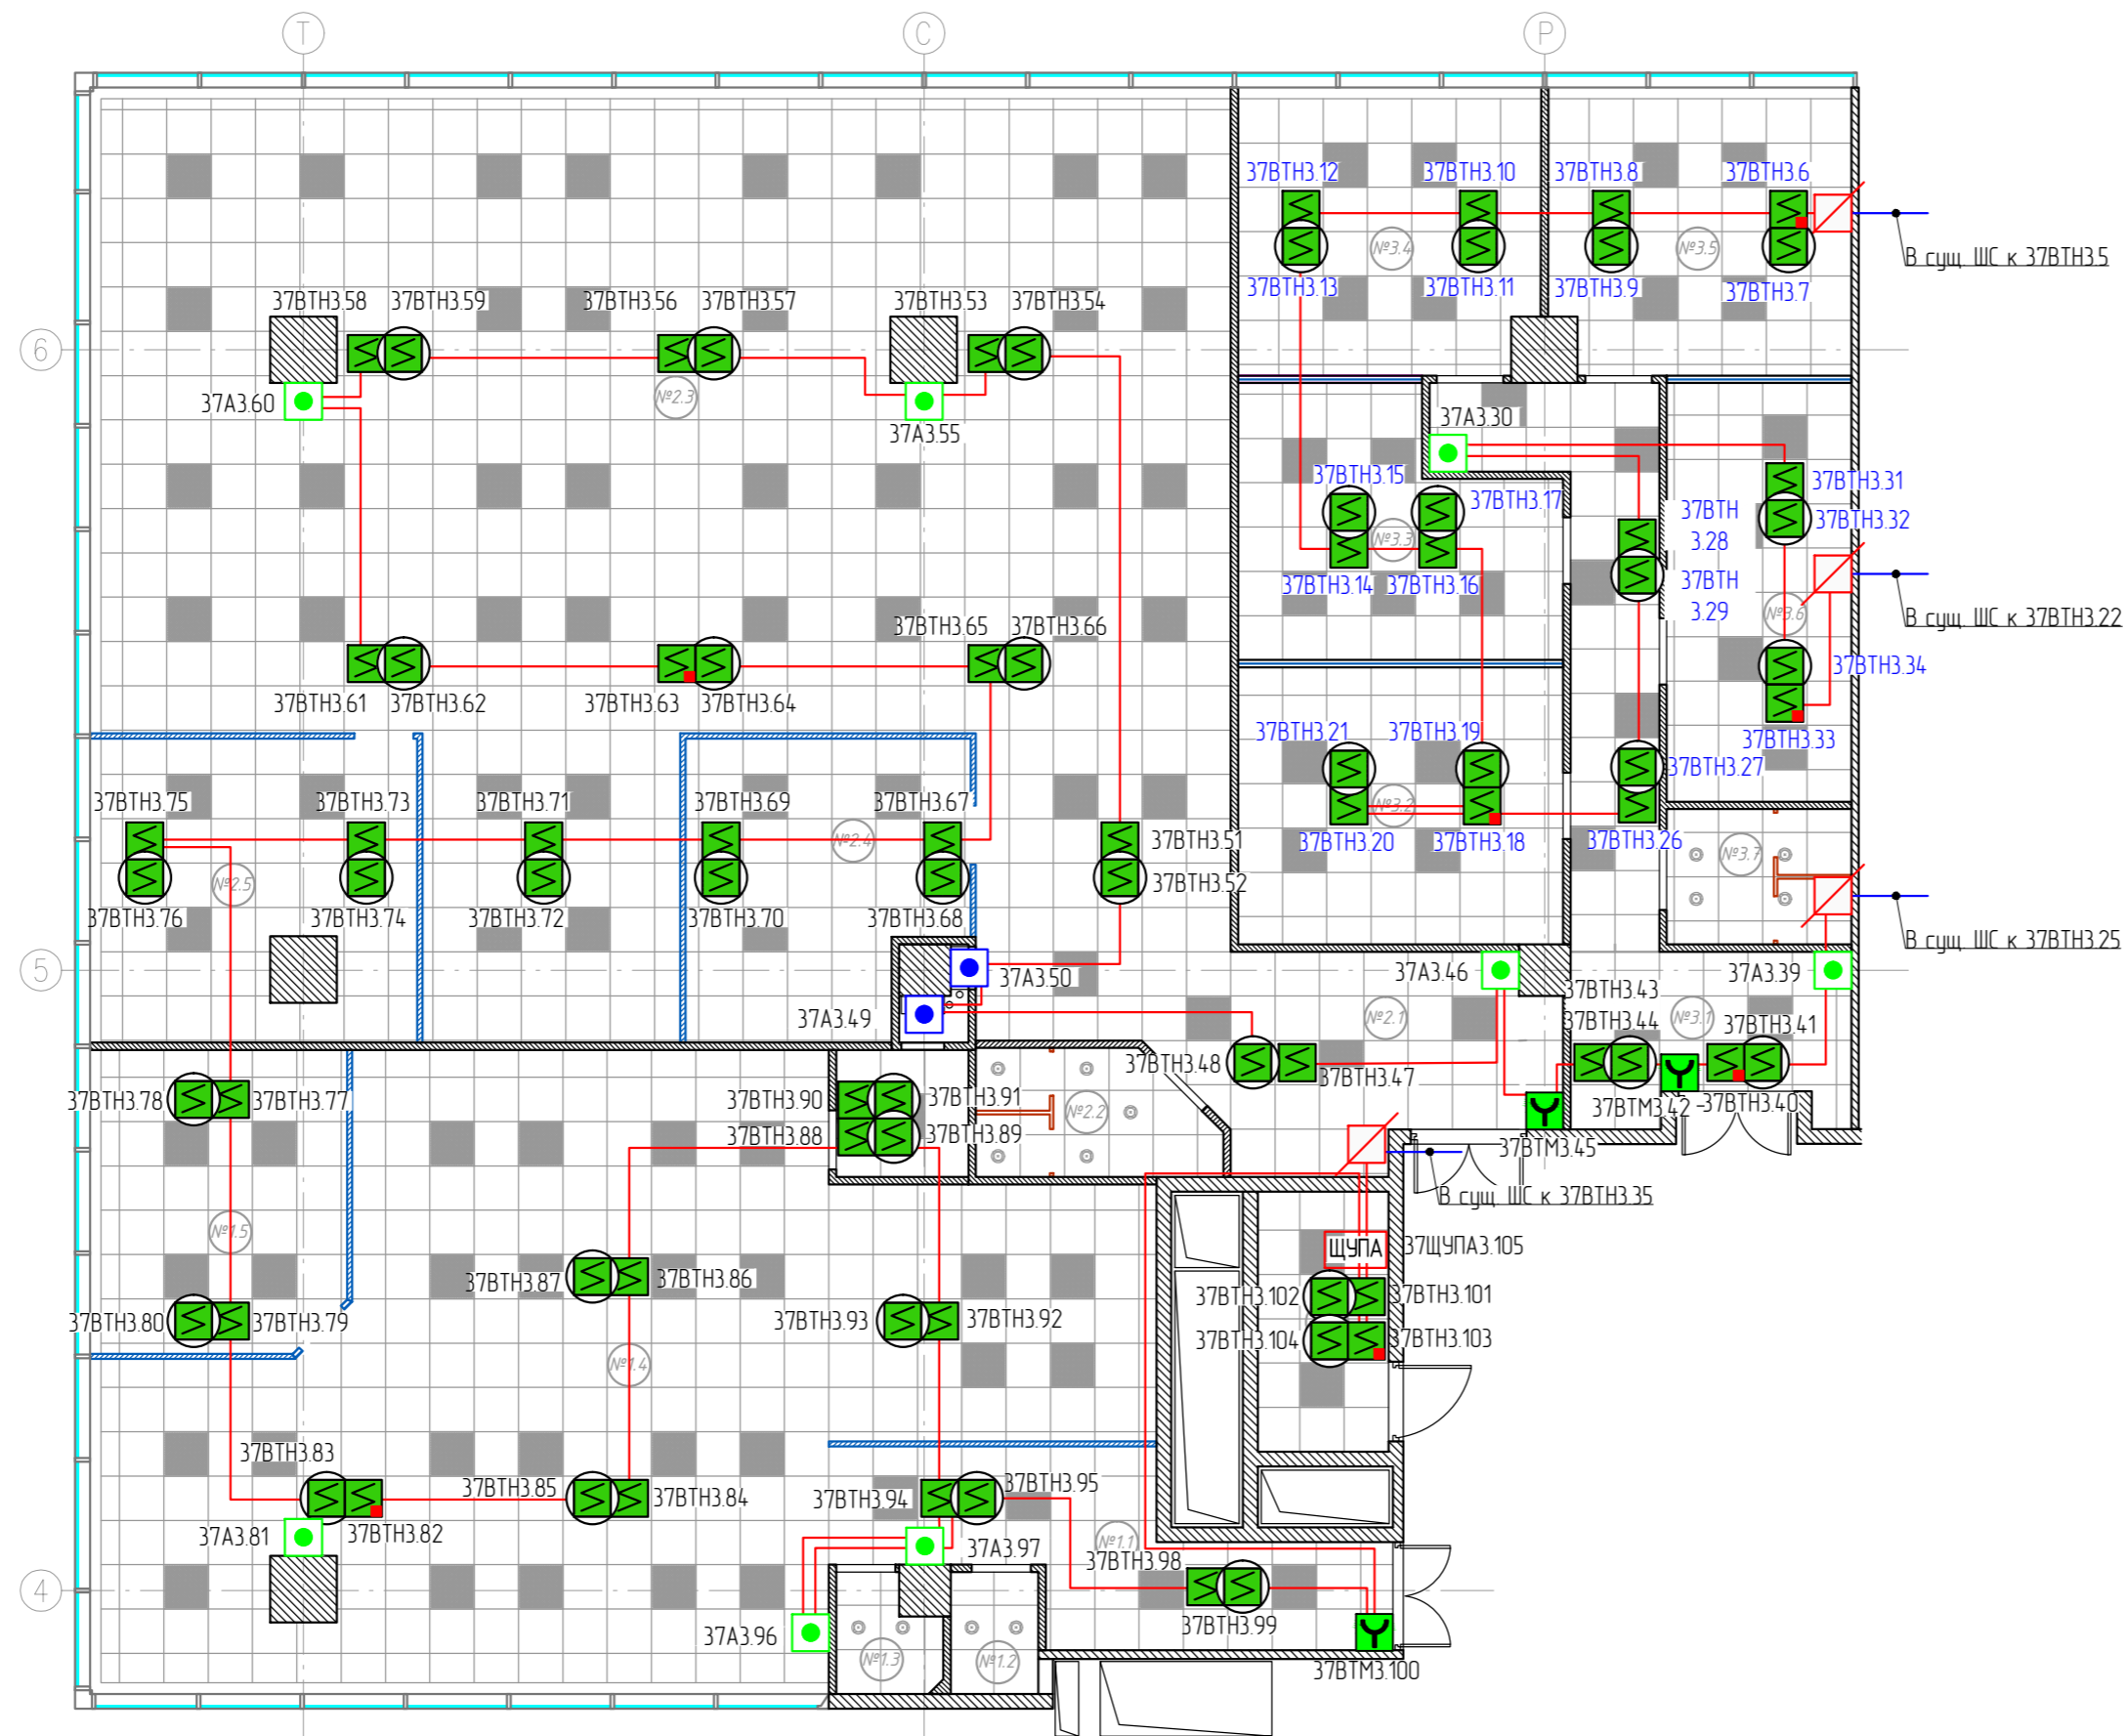 Т
С
Р
37ВТН3.12
37ВТН3.10
37ВТН3.8
37ВТН3.6
№3.4
№3.5
В сущ. ШС к 37ВТН3.5
37ВТН3.13
37ВТН3.11
37ВТН3.9
37ВТН3.7
37ВТН3.58
37ВТН3.59
37ВТН3.56
37ВТН3.57
37ВТН3.53
37ВТН3.54
6
37А3.60
№2.3
37А3.55
37А3.30
37ВТН3.15
37ВТН3.17
37ВТН3.31
37ВТН
3.28
37ВТН3.32
№3.3
37ВТН
3.29
37ВТН3.14
37ВТН3.16
№3.6
В сущ. ШС к 37ВТН3.22
37ВТН3.65
37ВТН3.66
37ВТН3.34
37ВТН3.61
37ВТН3.62
37ВТН3.63
37ВТН3.64
37ВТН3.21
37ВТН3.19
37ВТН3.33
37ВТН3.27
37ВТН3.75
37ВТН3.73
37ВТН3.71
37ВТН3.69
37ВТН3.67
№3.2
37ВТН3.51
№2.4
37ВТН3.20
37ВТН3.18
37ВТН3.26
№3.7
№2.5
37ВТН3.52
37ВТН3.76
37ВТН3.74
37ВТН3.72
37ВТН3.70
37ВТН3.68
В сущ. ШС к 37ВТН3.25
5
37А3.50
37А3.46
37А3.39
37ВТН3.43
37А3.49
№2.1
№3.1
37ВТН3.44
37ВТН3.41
37ВТН3.48
37ВТН3.47
37ВТН3.78
37ВТН3.77
37ВТН3.90
37ВТН3.91
№2.2
37ВТМ3.42
37ВТН3.40
37ВТН3.88
37ВТН3.89
37ВТМ3.45
В сущ. ШС к 37ВТН3.35
№1.5
ЩУПА
37ЩУПА3.105
37ВТН3.87
37ВТН3.86
37ВТН3.102
37ВТН3.101
37ВТН3.80
37ВТН3.79
37ВТН3.93
37ВТН3.92
37ВТН3.104
37ВТН3.103
№1.4
37ВТН3.83
37ВТН3.85
37ВТН3.84
37ВТН3.94
37ВТН3.95
37А3.81
37ВТН3.82
37А3.97
№1.1
37ВТН3.98
4
37А3.96
37ВТН3.99
№1.3
№1.2
37ВТМ3.100